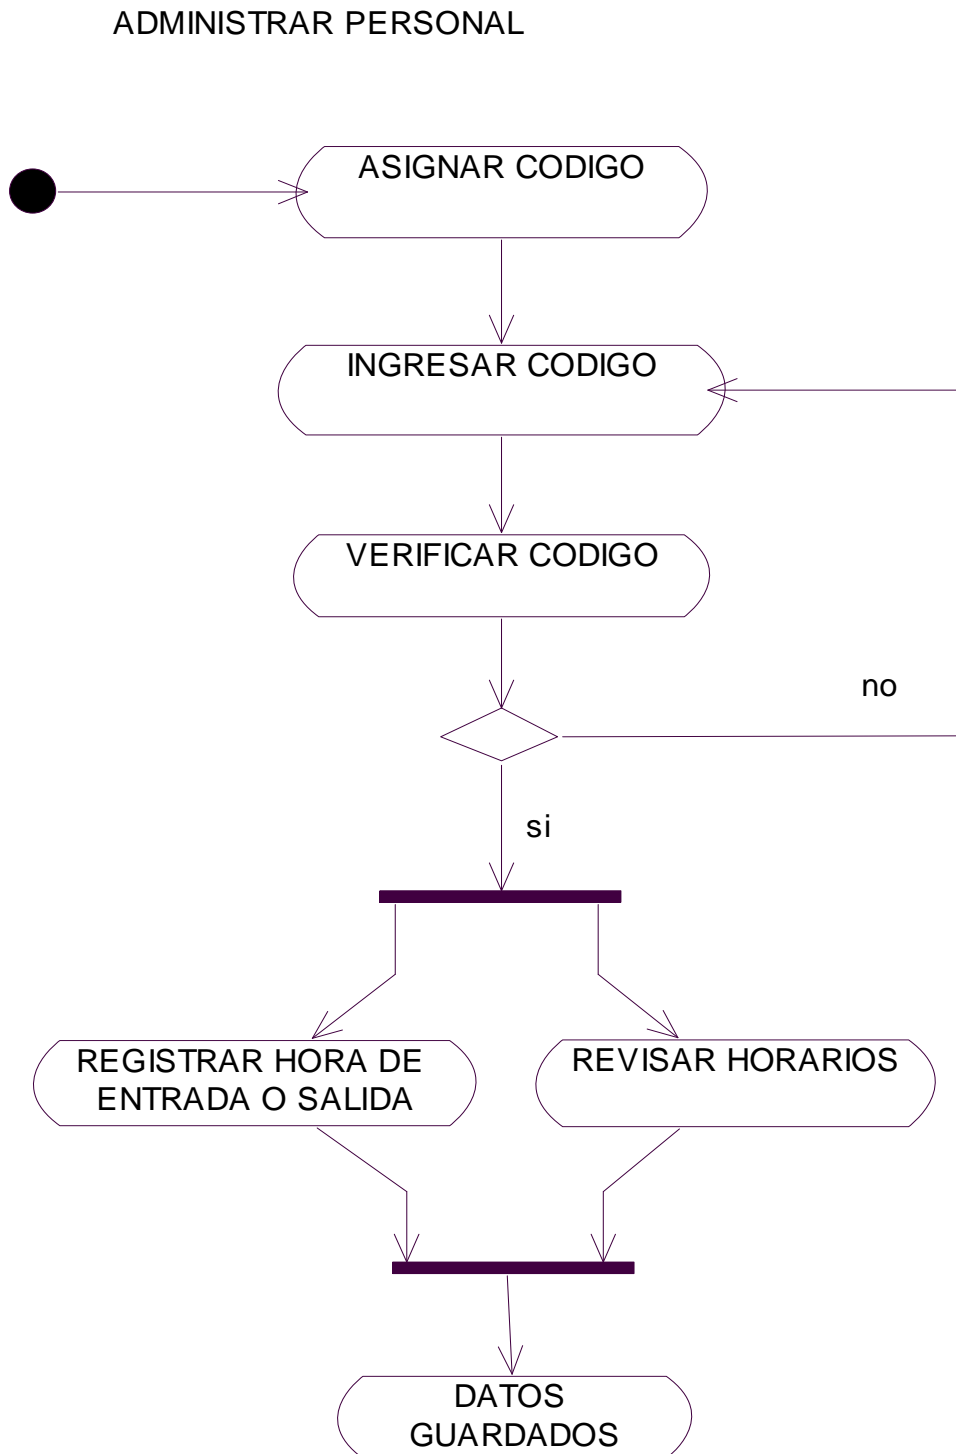 ADMINISTRAR PERSONAL
ASIGNAR CODIGO
INGRESAR CODIGO
VERIFICAR CODIGO
no
si
REGISTRAR HORA DE
ENTRADA O SALIDA
REVISAR HORARIOS
DATOS
GUARDADOS